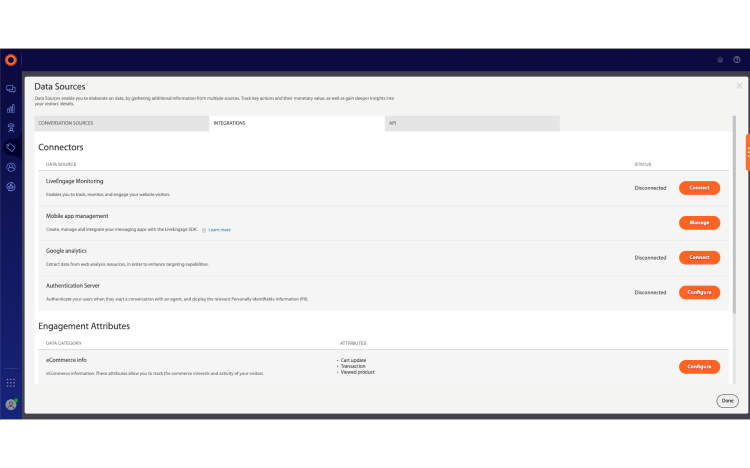 Data Sources
Data Sources enable you to elaborate on data, by gathering additional information from multiple sources. Track key actions and their monetary value, as well as gain deeper insights into
your visitors' details.
CONVERSATION SOURCES
INTEGRATIONS
API
Connectors
DATA SOURCE
STATUS
LiveEngage Monitoring
Enables you to track, monitor, and engage your website visitors.
Disconnected
Connect
Mobile app management
Create, manage and integrate your messaging apps with the LiveEngage SDK.
Learn more
Manage
Google analytics
Extract data from web analysis resources, in order to enhance targeting capabilities.
Disconnected
Connect
Authentication Server
Authenticate your users when they start a conversation with an agent, and display the relevant Personally Identifiable Information (PII).
Disconnected
Configure
Engagement Attributes
DATA CATEGORY
ATTRIBUTES
eCommerce info
eCommerce information. These attributes allow you to track the commerce interests and activity of your visitors.
• Cart update
• Transaction
• Viewed product
Configure
Done